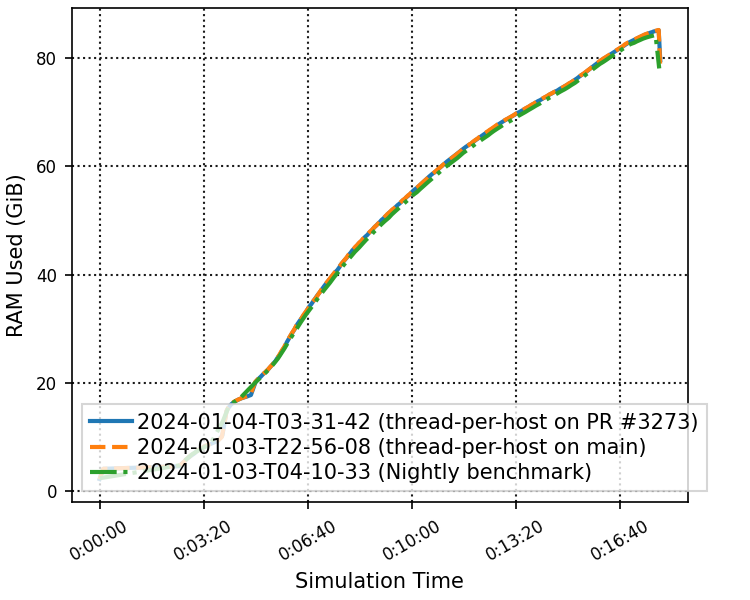 80
60
40
20
0
RAM Used (GiB)
2024-01-04-T03-31-42 (thread-per-host on PR #3273)
2024-01-03-T22-56-08 (thread-per-host on main)
2024-01-03-T04-10-33 (Nightly benchmark)
0:00:00 0:03:20 0:06:40 0:10:00 0:13:20 0:16:40
Simulation Time